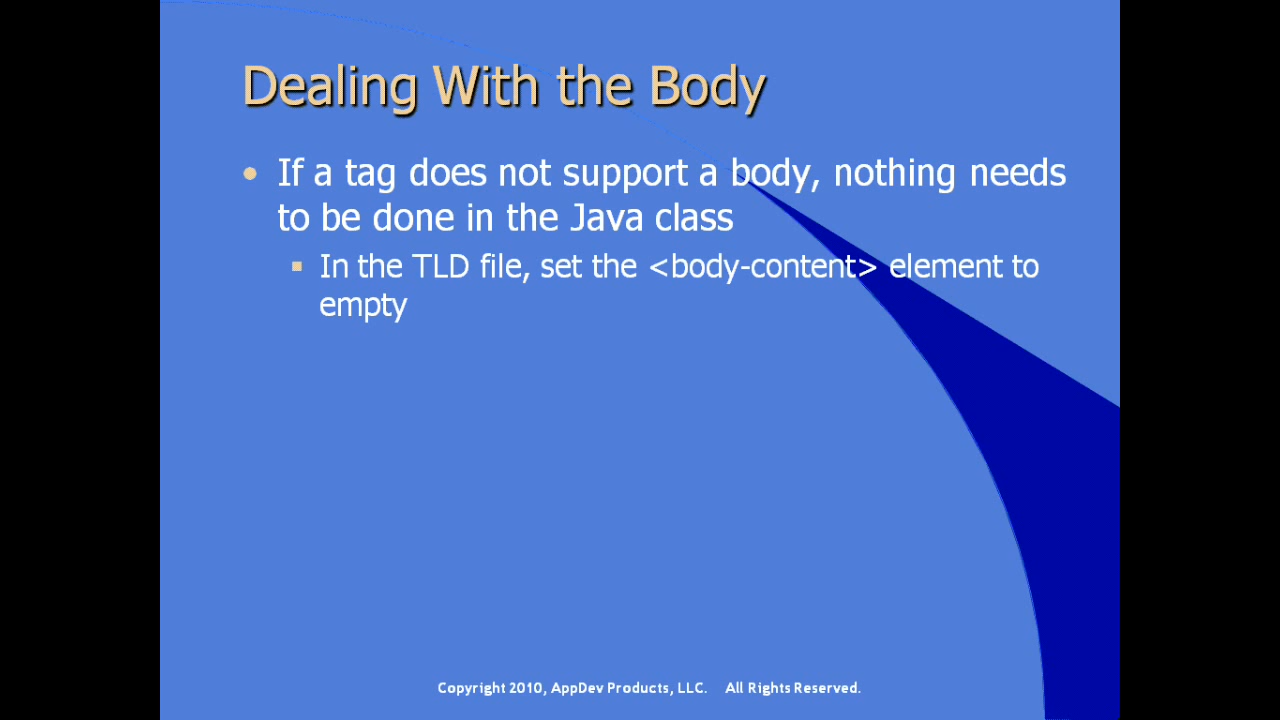 Dealing With the Body
• If a tag does not support a body, nothing needs
to be done in the Java class
▪ In the TLD file, set the <body-content> element to
empty
Copyright 2010, AppDev Products, LLC. All Rights Reserved.